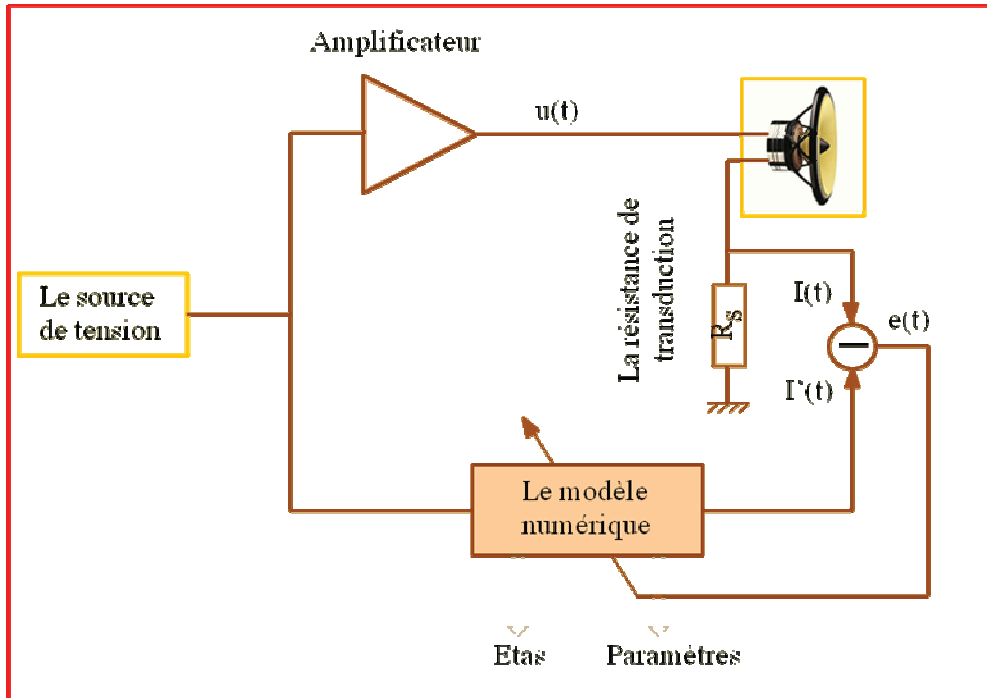 Amplificateur
u(t)
La résistance de
transduction
R_S
I(t)
e(t)
I`(t)
Le source
de tension
Le modèle
numérique
Etas
Paramètres